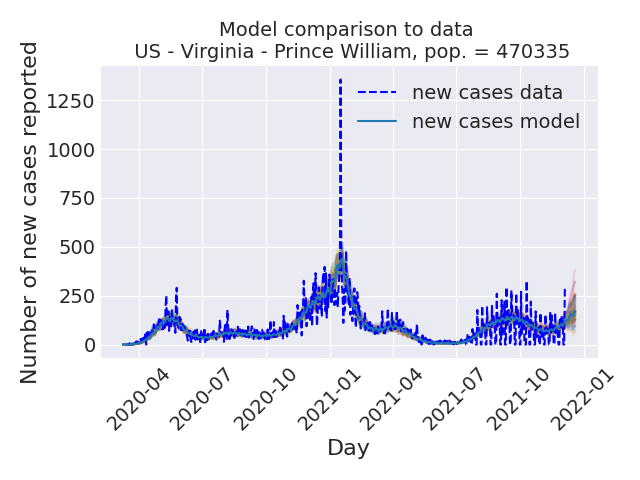 Model comparison to data
US - Virginia - Prince William, pop. = 470335
Number of new cases reported
1250
1000
750
500
250
0
new cases data
new cases model
2020-04
2020-07
2020-10
2021-01
2021-04
2021-07
2021-10
2022-01
Day